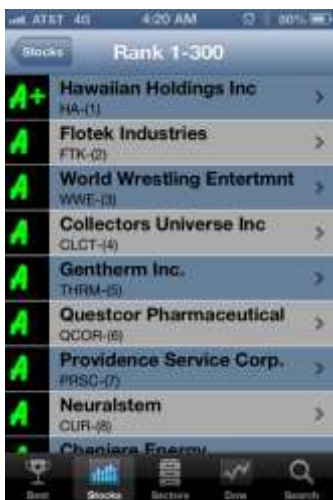 AT&T 4G 4:20 AM 80%
Stocks Rank 1-300
A+ Hawaiian Holdings Inc
HA-(1)
A Flotek Industries
FTK-(2)
A World Wrestling Entertmnt
WWE-(3)
A Collectors Universe Inc
CLCT-(4)
A Gentherm Inc.
THRM-(5)
A Questcor Pharmaceutical
QCOR-(6)
A Providence Service Corp.
PRSC-(7)
A Neuralstem
CUR-(8)
Cheniere Energy
Best Stocks Sectors Dow Search